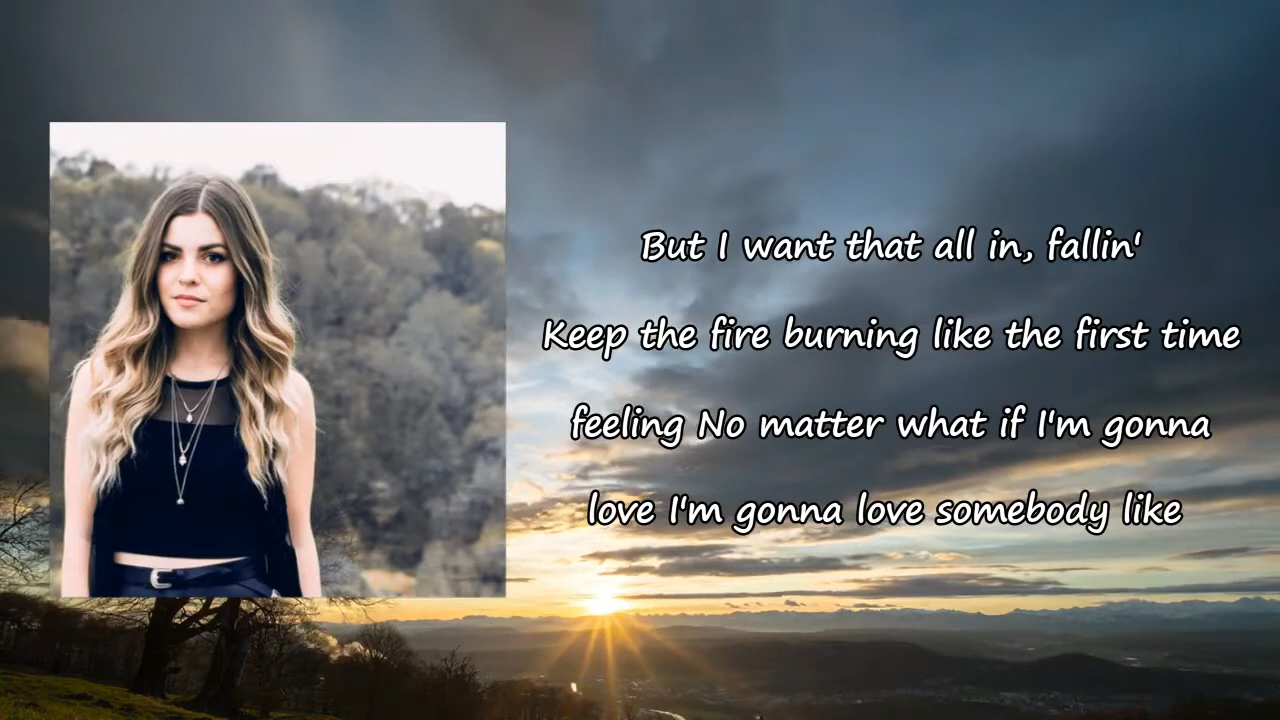 But I want that all in, fallin'
Keep the fire burning like the first time
feeling No matter what if I'm gonna
love I'm gonna love somebody like